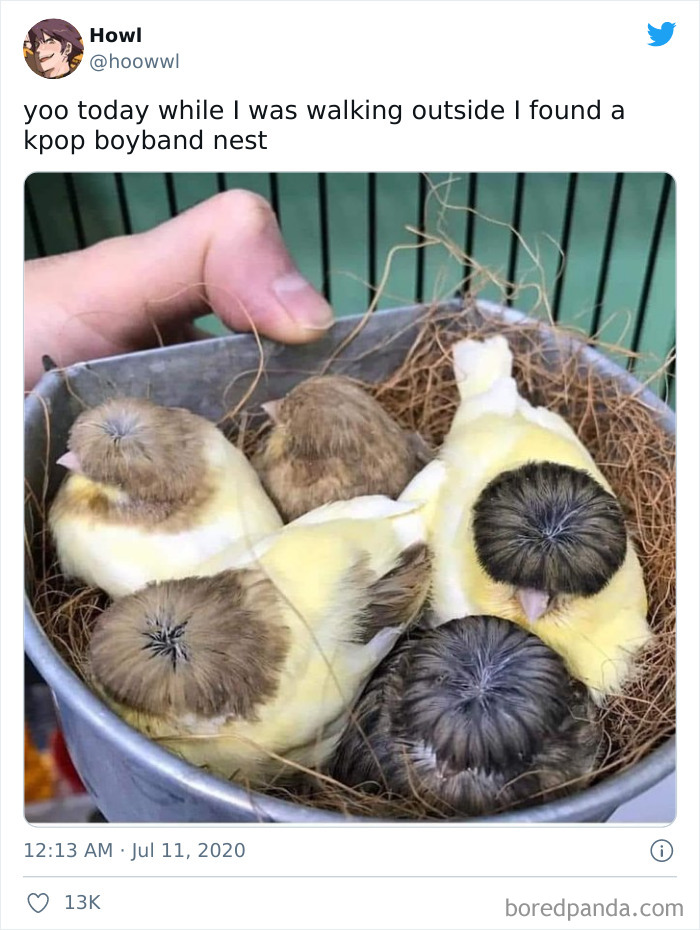 Howl
@hoowwl
yoo today while I was walking outside I found a
kpop boyband nest
12:13 AM · Jul 11, 2020
13K
boredpanda.com